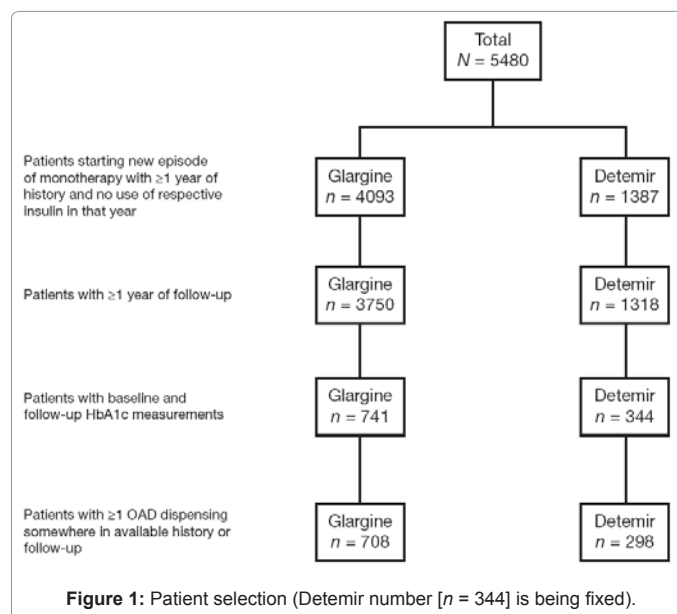 Total
N = 5480
Patients starting new episode
of monotherapy with ≥1 year of
history and no use of respective
insulin in that year
Glargine
n = 4093
Detemir
n = 1387
Patients with ≥1 year of follow-up
Glargine
n = 3750
Detemir
n = 1318
Patients with baseline and
follow-up HbA1c measurements
Glargine
n = 741
Detemir
n = 344
Patients with ≥1 OAD dispensing
somewhere in available history or
follow-up
Glargine
n = 708
Detemir
n = 298
Figure 1: Patient selection (Detemir number [n = 344] is being fixed).